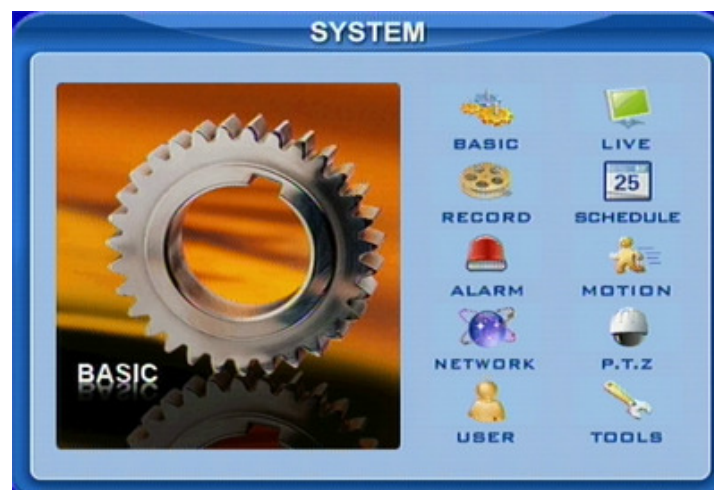 SYSTEM
BASIC
BASIC LIVE
25
RECORD SCHEDULE
ALARM MOTION
NETWORK P.T.Z
USER TOOLS